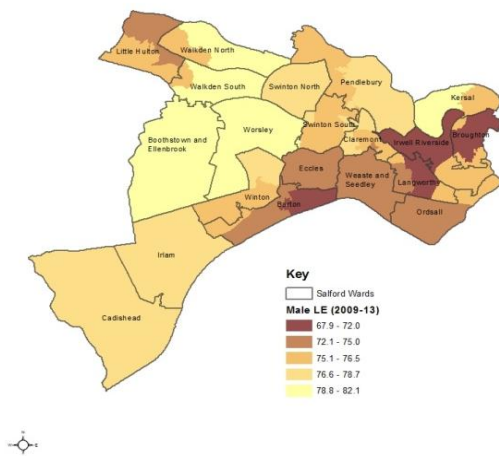 Little Hulton
Walkden North
Walkden South
Swinton North
Pendlebury
Kersal
Boothstown and
Ellenbrook
Worsley
Swinton South
Claremont
Irwell Riverside
Broughton
Eccles
Weaste and
Seedley
Langworthy
Winton
Barton
Ordsall
Irlam
Cadishead
Key
Salford Wards
Male LE (2009-13)
67.9 - 72.0
72.1 - 75.0
75.1 - 76.5
76.6 - 78.7
78.8 - 82.1